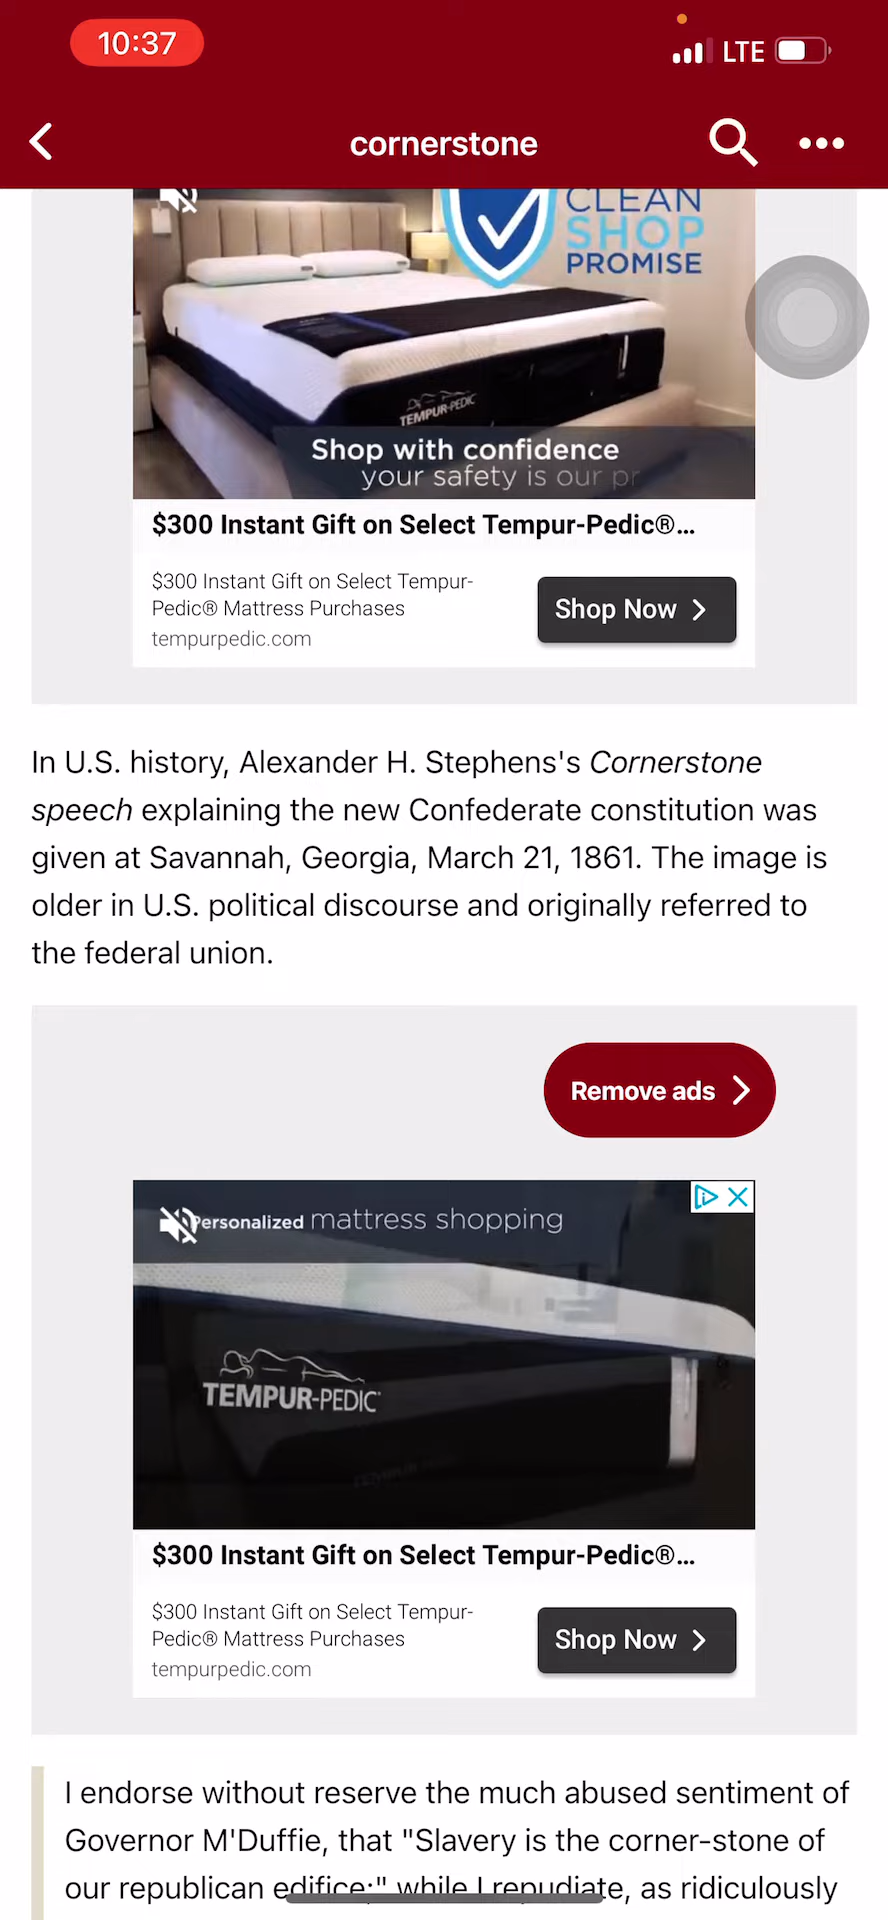 10:37
LTE
cornerstone
CLEAN
SHOP
PROMISE
TEMPUR-PEDIC
Shop with confidence
your safety is our pr
$300 Instant Gift on Select Tempur-Pedic®...
$300 Instant Gift on Select Tempur-
Pedic® Mattress Purchases
tempurpedic.com
Shop Now
In U.S. history, Alexander H. Stephens's Cornerstone
speech explaining the new Confederate constitution was
given at Savannah, Georgia, March 21, 1861. The image is
older in U.S. political discourse and originally referred to
the federal union.
Remove ads
Personalized mattress shopping
TEMPUR-PEDIC
$300 Instant Gift on Select Tempur-Pedic®...
$300 Instant Gift on Select Tempur-
Pedic® Mattress Purchases
tempurpedic.com
Shop Now
I endorse without reserve the much abused sentiment of
Governor M'Duffie, that "Slavery is the corner-stone of
our republican edifice;" while I repudiate, as ridiculously